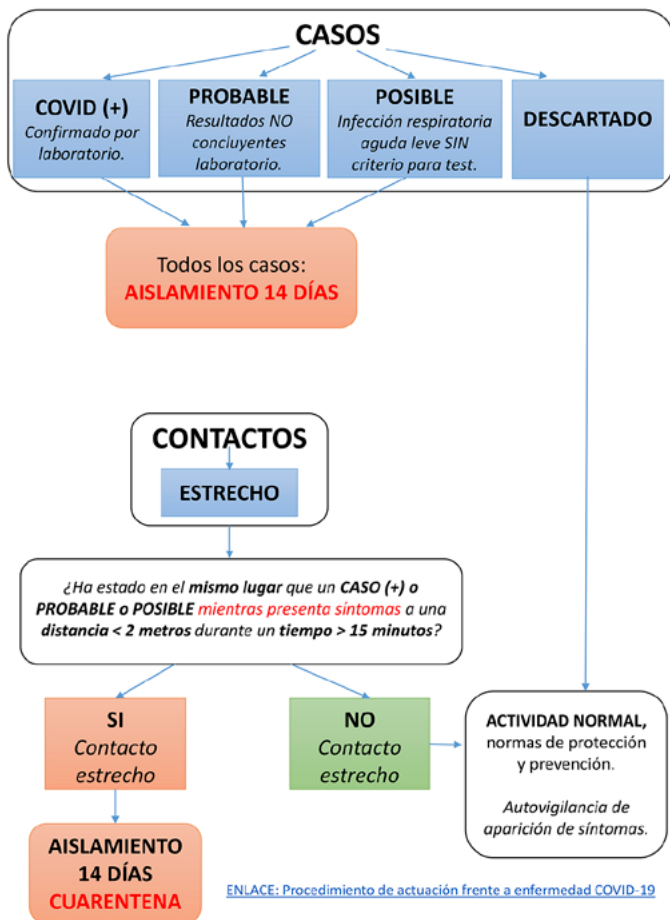 CASOS
COVID (+)
Confirmado por
laboratorio.
PROBABLE
Resultados NO
concluyentes
laboratorio.
POSIBLE
Infección respiratoria
aguda leve SIN
criterio para test.
DESCARTADO
Todos los casos:
AISLAMIENTO 14 DÍAS
CONTACTOS
ESTRECHO
¿Ha estado en el mismo lugar que un CASO (+) o
PROBABLE o POSIBLE mientras presenta síntomas a una
distancia < 2 metros durante un tiempo > 15 minutos?
SI
Contacto
estrecho
NO
Contacto
estrecho
ACTIVIDAD NORMAL,
normas de protección
y prevención.
Autovigilancia de
aparición de síntomas.
AISLAMIENTO
14 DÍAS
CUARENTENA
ENLACE: Procedimiento de actuación frente a enfermedad COVID-19